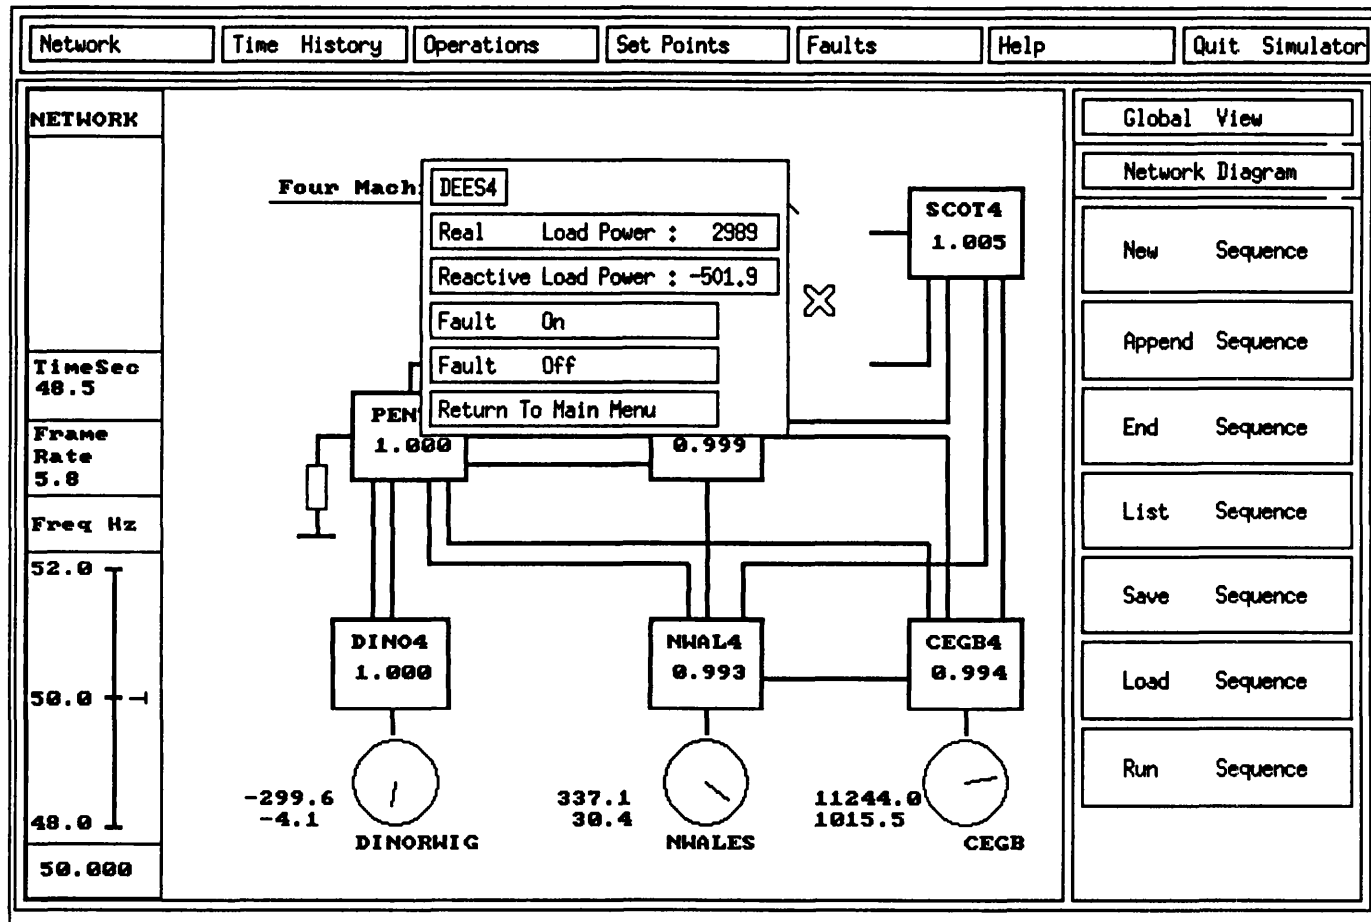 Network
Time History
Operations
Set Points
Faults
Help
Quit Simulator
NETWORK
TimeSec
48.5
Frame
Rate
5.8
Freq Hz
52.0
50.0
48.0
50.000
Four Mach
DEES4
Real Load Power : 2989
Reactive Load Power : -501.9
Fault On
Fault Off
Return To Main Menu
SCOT4
1.005
PEN
1.000
0.999
DINO4
1.000
NWAL4
0.993
CEGB4
0.994
-299.6
-4.1
DINORWIG
337.1
30.4
NWALES
11244.0
1015.5
CEGB
Global View
Network Diagram
New Sequence
Append Sequence
End Sequence
List Sequence
Save Sequence
Load Sequence
Run Sequence